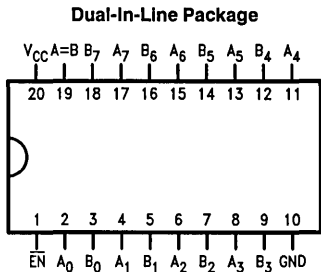 Dual-In-Line Package
VCC A=B B7 A7 B6 A6 B5 A5 B4 A4
20 19 18 17 16 15 14 13 12 11
1 2 3 4 5 6 7 8 9 10
E̅N̅ A0 B0 A1 B1 A2 B2 A3 B3 GND